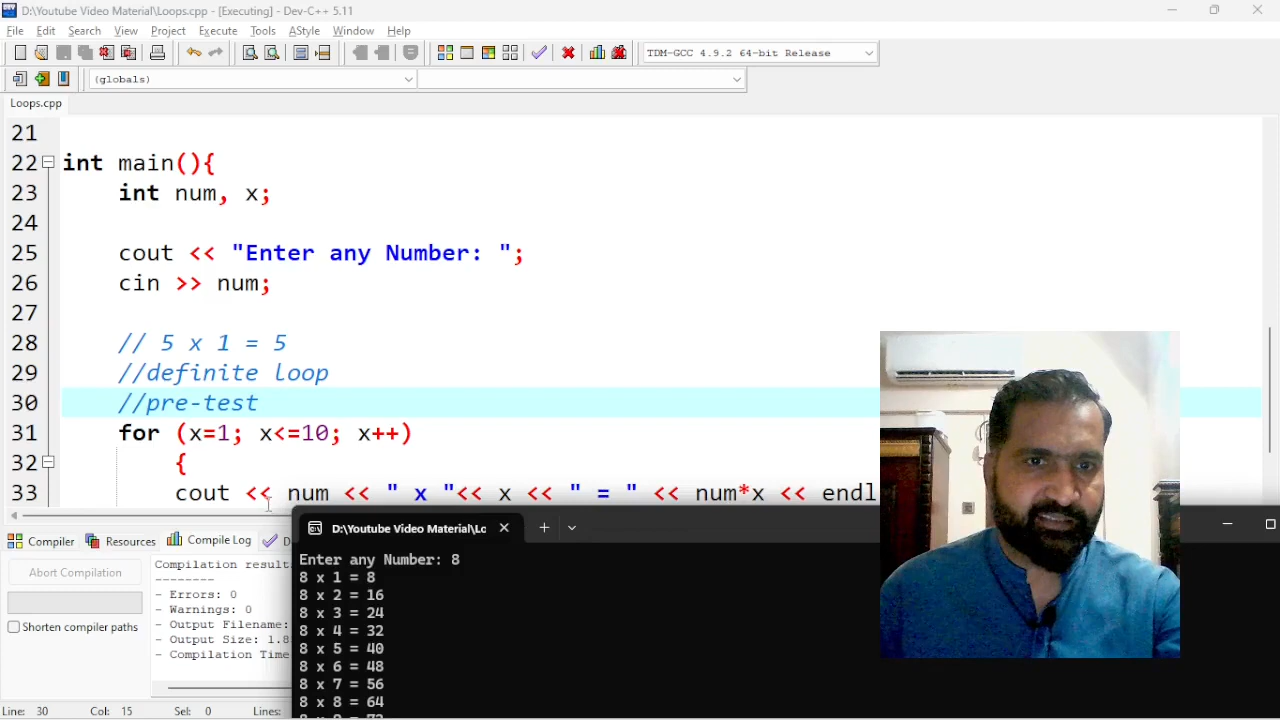 D:\Youtube Video Material\Loops.cpp - [Executing] - Dev-C++ 5.11
File Edit Search View Project Execute Tools AStyle Window Help
TDM-GCC 4.9.2 64-bit Release
(globals)
Loops.cpp
21
22 int main(){
23 int num, x;
24
25 cout << "Enter any Number: ";
26 cin >> num;
27
28 // 5 x 1 = 5
29 //definite loop
30 //pre-test
31 for (x=1; x<=10; x++)
32 {
33 cout << num << " x "<< x << " = " << num*x << endl
Compiler Resources Compile Log
Abort Compilation
Shorten compiler paths
Compilation result
--------
- Errors: 0
- Warnings: 0
- Output Filename:
- Output Size: 1.8
- Compilation Time
D:\Youtube Video Material\Lo
Enter any Number: 8
8 x 1 = 8
8 x 2 = 16
8 x 3 = 24
8 x 4 = 32
8 x 5 = 40
8 x 6 = 48
8 x 7 = 56
8 x 8 = 64
Line: 30 Col: 15 Sel: 0 Lines: